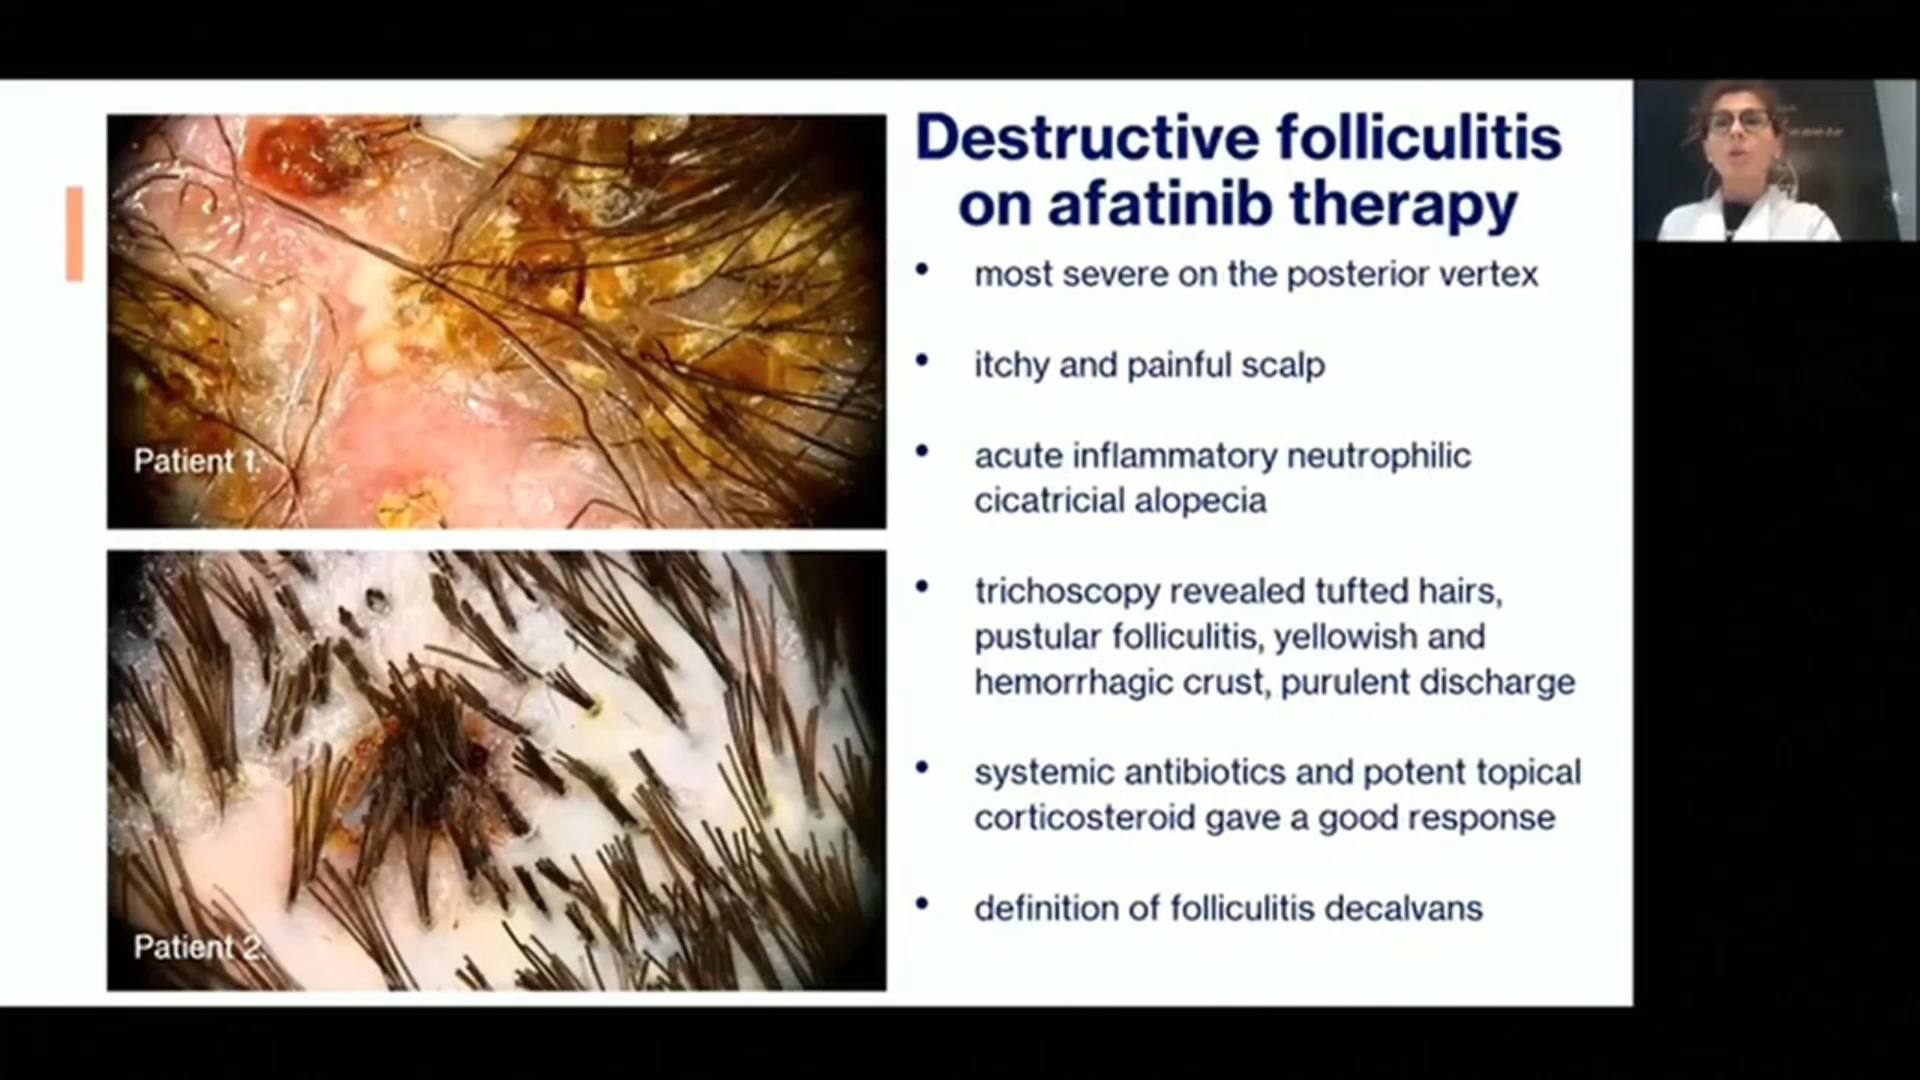 Destructive folliculitis
on afatinib therapy
• most severe on the posterior vertex
• itchy and painful scalp
• acute inflammatory neutrophilic
cicatricial alopecia
• trichoscopy revealed tufted hairs,
pustular folliculitis, yellowish and
hemorrhagic crust, purulent discharge
• systemic antibiotics and potent topical
corticosteroid gave a good response
• definition of folliculitis decalvans
Patient 1.
Patient 2.